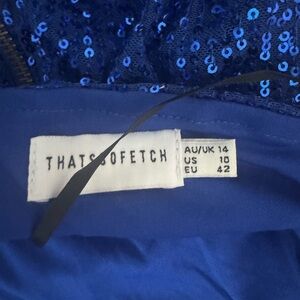 THATSSOFETCH
AU/UK 14
US 10
EU 42